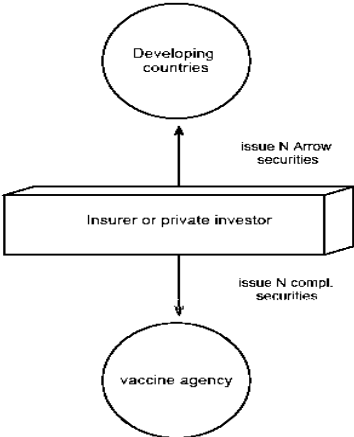 Developing
countries
issue N Arrow
securities
Insurer or private investor
issue N compl.
securities
vaccine agency